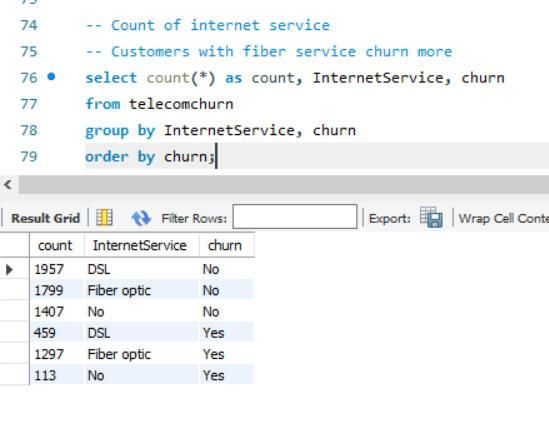 74 -- Count of internet service
75 -- Customers with fiber service churn more
76 select count(*) as count, InternetService, churn
77 from telecomchurn
78 group by InternetService, churn
79 order by churn;
Result Grid Filter Rows: Export: Wrap Cell Conte
count InternetService churn
1957 DSL No
1799 Fiber optic No
1407 No No
459 DSL Yes
1297 Fiber optic Yes
113 No Yes